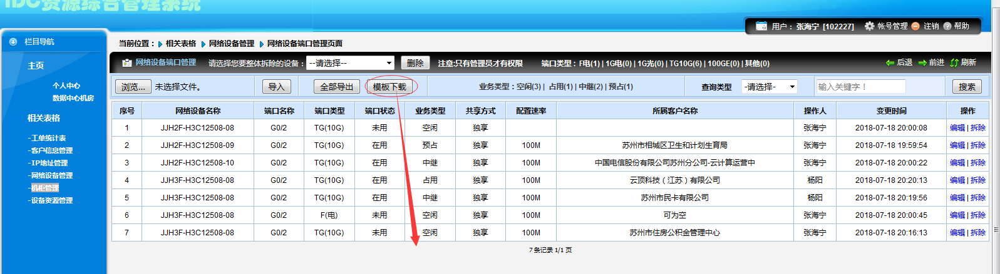 IDC资源综合管理系统
用户： 张海宁 [102227] 帐号管理 注销 帮助
栏目导航
主页
个人中心
数据中心机房
相关表格
-工单统计表
-客户信息管理
-IP地址管理
-网络设备管理
-机柜管理
-设备资源管理
当前位置： 相关表格 网络设备管理 网络设备端口管理页面
网络设备端口管理 请选择您要整体拆除的设备： --请选择-- 删除 注意:只有管理员才有权限 端口类型： F电(1) | 1G电(0) | 1G光(0) | TG10G(6) | 100GE(0) | 其他(0) 后退 前进 刷新
浏览... 未选择文件。 导入 全部导出 模板下载 业务类型：空闲(3) | 占用(1) | 中继(2) | 预占(1) 查询类型 -请选择- 输入关键字！ 搜索
序号 网络设备名称 端口名称 端口类型 端口状态 业务类型 共享方式 配置速率 所属客户名称 操作人 变更时间 操作
1 JJH2F-H3C12508-08 G0/2 TG(10G) 未用 空闲 独享 张海宁 2018-07-18 20:00:08 编辑 | 拆除
2 JJH2F-H3C12508-09 G0/2 TG(10G) 在用 预占 独享 100M 苏州市相城区卫生和计划生育局 张海宁 2018-07-18 19:59:54 编辑 | 拆除
3 JJH2F-H3C12508-10 G0/2 TG(10G) 在用 中继 独享 100M 中国电信股份有限公司苏州分公司-云计算运营中 张海宁 2018-07-18 20:00:22 编辑 | 拆除
4 JJH3F-H3C12508-08 G0/2 TG(10G) 在用 占用 独享 100M 云顶科技（江苏）有限公司 杨阳 2018-07-18 20:20:13 编辑 | 拆除
5 JJH3F-H3C12508-08 G0/2 TG(10G) 在用 中继 独享 100M 苏州市民卡有限公司 杨阳 2018-07-18 20:19:56 编辑 | 拆除
6 JJH3F-H3C12508-08 G0/2 F(电) 未用 空闲 独享 100M 可为空 张海宁 2018-07-18 20:00:45 编辑 | 拆除
7 JJH3F-H3C12508-08 G0/2 TG(10G) 未用 空闲 独享 100M 苏州市住房公积金管理中心 张海宁 2018-07-18 20:16:13 编辑 | 拆除
7 条记录 1/1 页